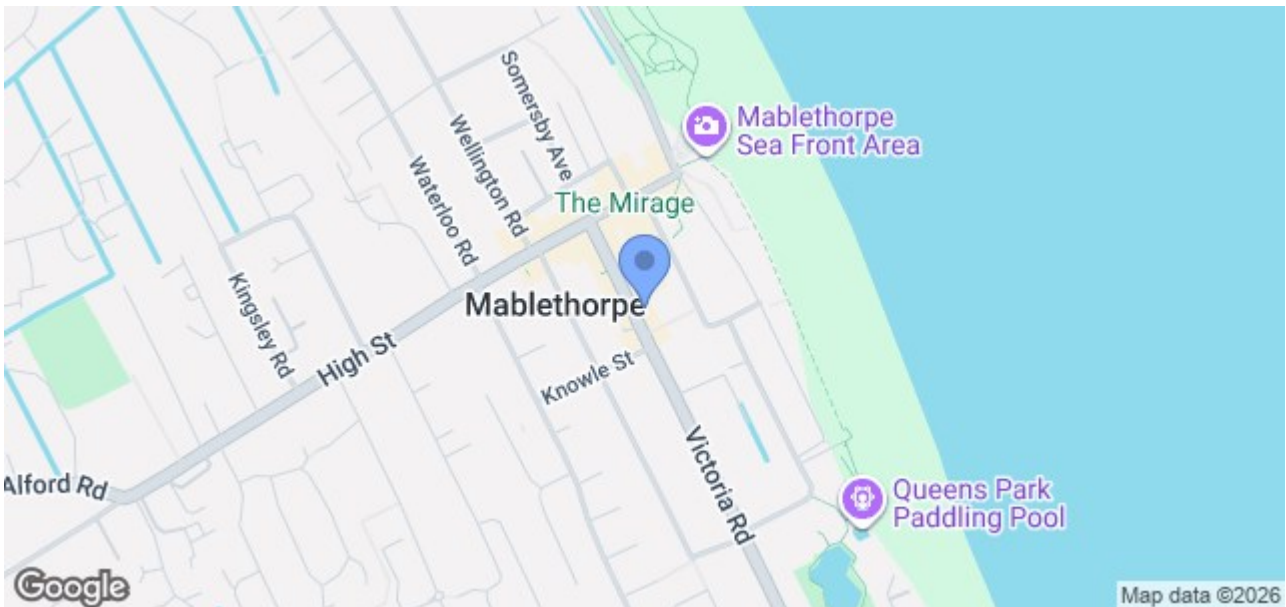 Somersby Ave
Wellington Rd
Waterloo Rd
Mablethorpe
Sea Front Area
The Mirage
Kingsley Rd
High St
Mablethorpe
Knowle St
Victoria Rd
Alford Rd
Queens Park
Paddling Pool
Google
Map data ©2026